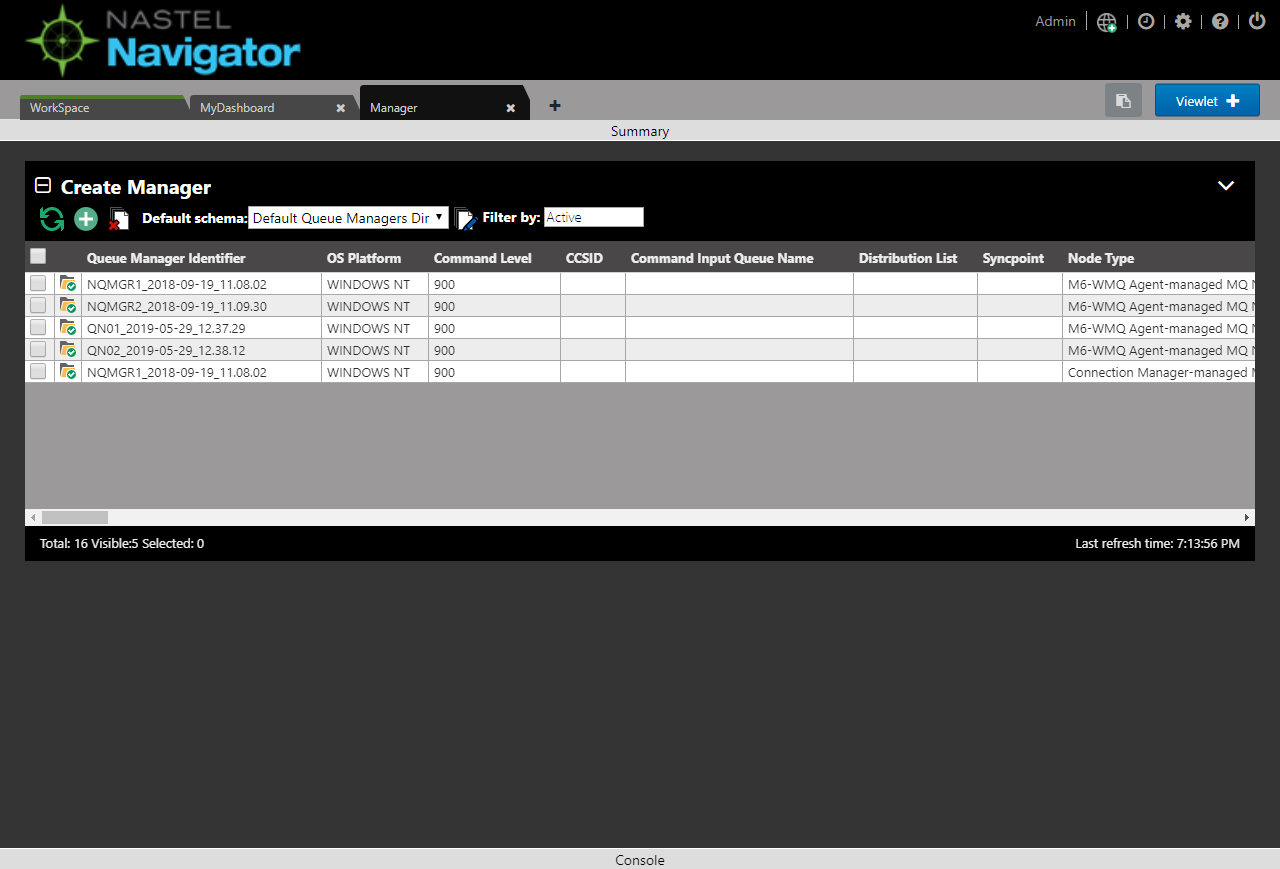 NASTEL
Navigator
Admin
WorkSpace
MyDashboard
Manager
Viewlet
Summary
Create Manager
Default schema: Default Queue Managers Dir Filter by: Active
Queue Manager Identifier OS Platform Command Level CCSID Command Input Queue Name Distribution List Syncpoint Node Type
NQMGR1_2018-09-19_11.08.02 WINDOWS NT 900 M6-WMQ Agent-managed MQ
NQMGR2_2018-09-19_11.09.30 WINDOWS NT 900 M6-WMQ Agent-managed MQ
QN01_2019-05-29_12.37.29 WINDOWS NT 900 M6-WMQ Agent-managed MQ
QN02_2019-05-29_12.38.12 WINDOWS NT 900 M6-WMQ Agent-managed MQ
NQMGR1_2018-09-19_11.08.02 WINDOWS NT 900 Connection Manager-managed
Total: 16 Visible:5 Selected: 0
Last refresh time: 7:13:56 PM
Console